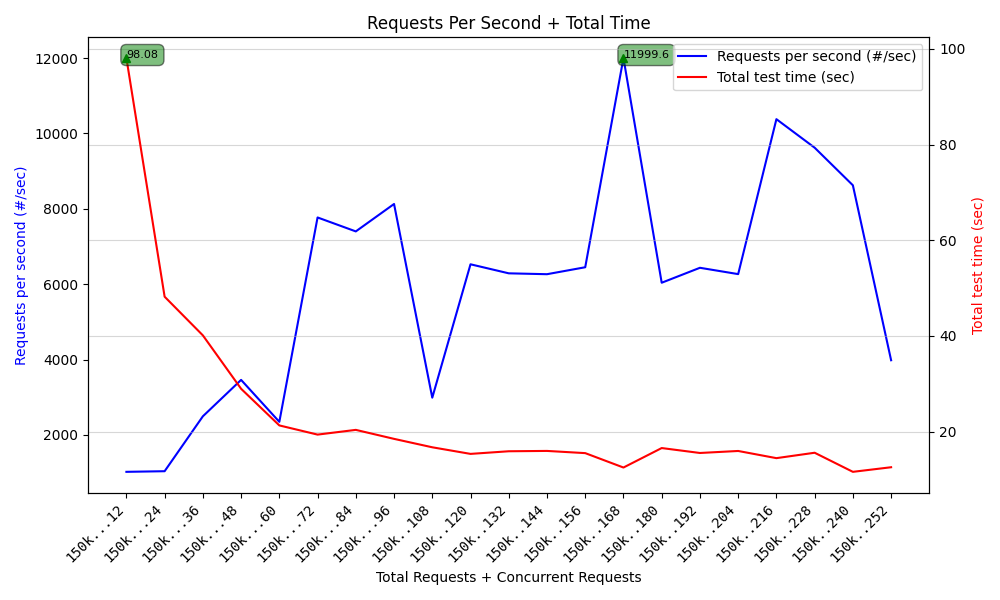 Requests Per Second + Total Time
98.08
11999.6
Requests per second (#/sec)
Total test time (sec)
12000
10000
8000
6000
4000
2000
Requests per second (#/sec)
100
80
60
40
20
Total test time (sec)
150k...12
150k...24
150k...36
150k...48
150k...60
150k...72
150k...84
150k...96
150k..108
150k..120
150k..132
150k..144
150k..156
150k..168
150k..180
150k..192
150k..204
150k..216
150k..228
150k..240
150k..252
Total Requests + Concurrent Requests